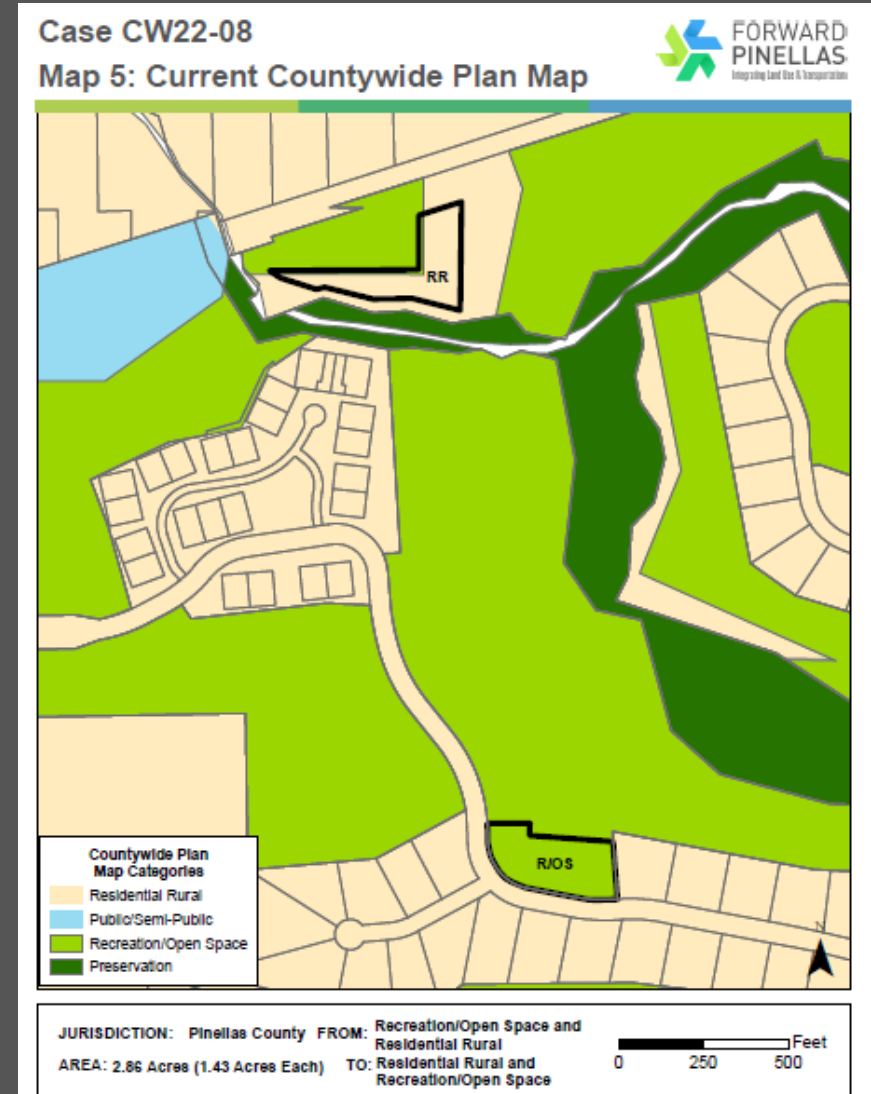 Case CW22-08
Map 5: Current Countywide Plan Map
FORWARD
PINELLAS
Integrating Land Use & Transportation
RR
R/OS
Countywide Plan
Map Categories
Residential Rural
Public/Semi-Public
Recreation/Open Space
Preservation
N
JURISDICTION: Pinellas County FROM: Recreation/Open Space and
Residential Rural
AREA: 2.86 Acres (1.43 Acres Each) TO: Residential Rural and
Recreation/Open Space
Feet
0 250 500